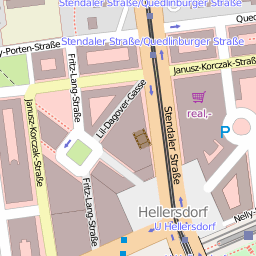 Stendaler Straße/Quedlinburger Straße
Qued
y-Porten-Straße
Stendaler Straße/Quedlinburger Straße
Janusz-Korczak-Straße
Fritz-Lang-Straße
Lil-Dagover-Gasse
real,-
Janusz-Korczak-Straße
Stendaler Straße
P
Fritz-Lang-Straße
Hellersdorf
U Hellersdorf
Nelly-